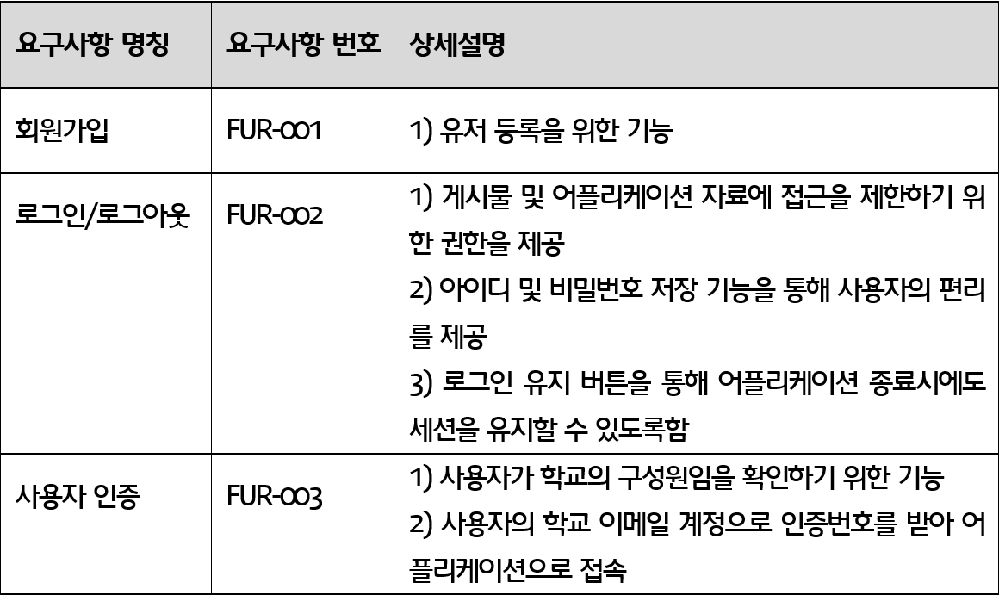 요구사항 명칭 요구사항 번호 상세설명
회원가입 FUR-001 1) 유저 등록을 위한 기능
로그인/로그아웃 FUR-002 1) 게시물 및 어플리케이션 자료에 접근을 제한하기 위
한 권한을 제공
2) 아이디 및 비밀번호 저장 기능을 통해 사용자의 편리
를 제공
3) 로그인 유지 버튼을 통해 어플리케이션 종료시에도
세션을 유지할 수 있도록함
사용자 인증 FUR-003 1) 사용자가 학교의 구성원임을 확인하기 위한 기능
2) 사용자의 학교 이메일 계정으로 인증번호를 받아 어
플리케이션으로 접속